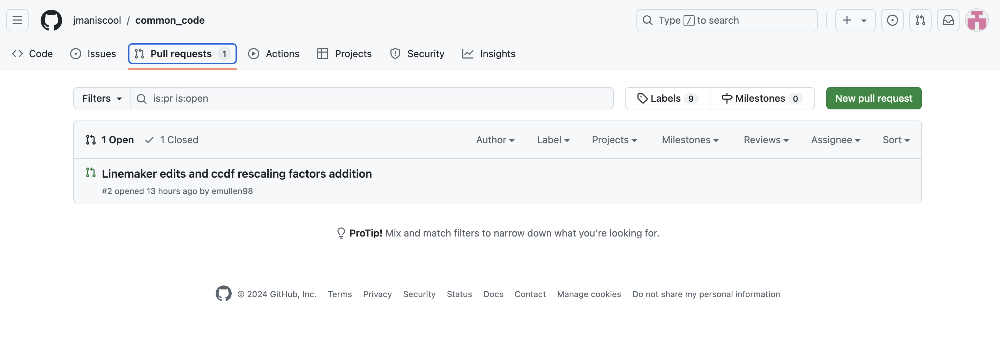 jmaniscool / common_code
Type / to search
Code Issues Pull requests 1 Actions Projects Security Insights
Filters is:pr is:open Labels 9 Milestones 0 New pull request
1 Open 1 Closed Author Label Projects Milestones Reviews Assignee Sort
Linemaker edits and ccdf rescaling factors addition
#2 opened 13 hours ago by emullen98
ProTip! Mix and match filters to narrow down what you’re looking for.
© 2024 GitHub, Inc. Terms Privacy Security Status Docs Contact Manage cookies Do not share my personal information